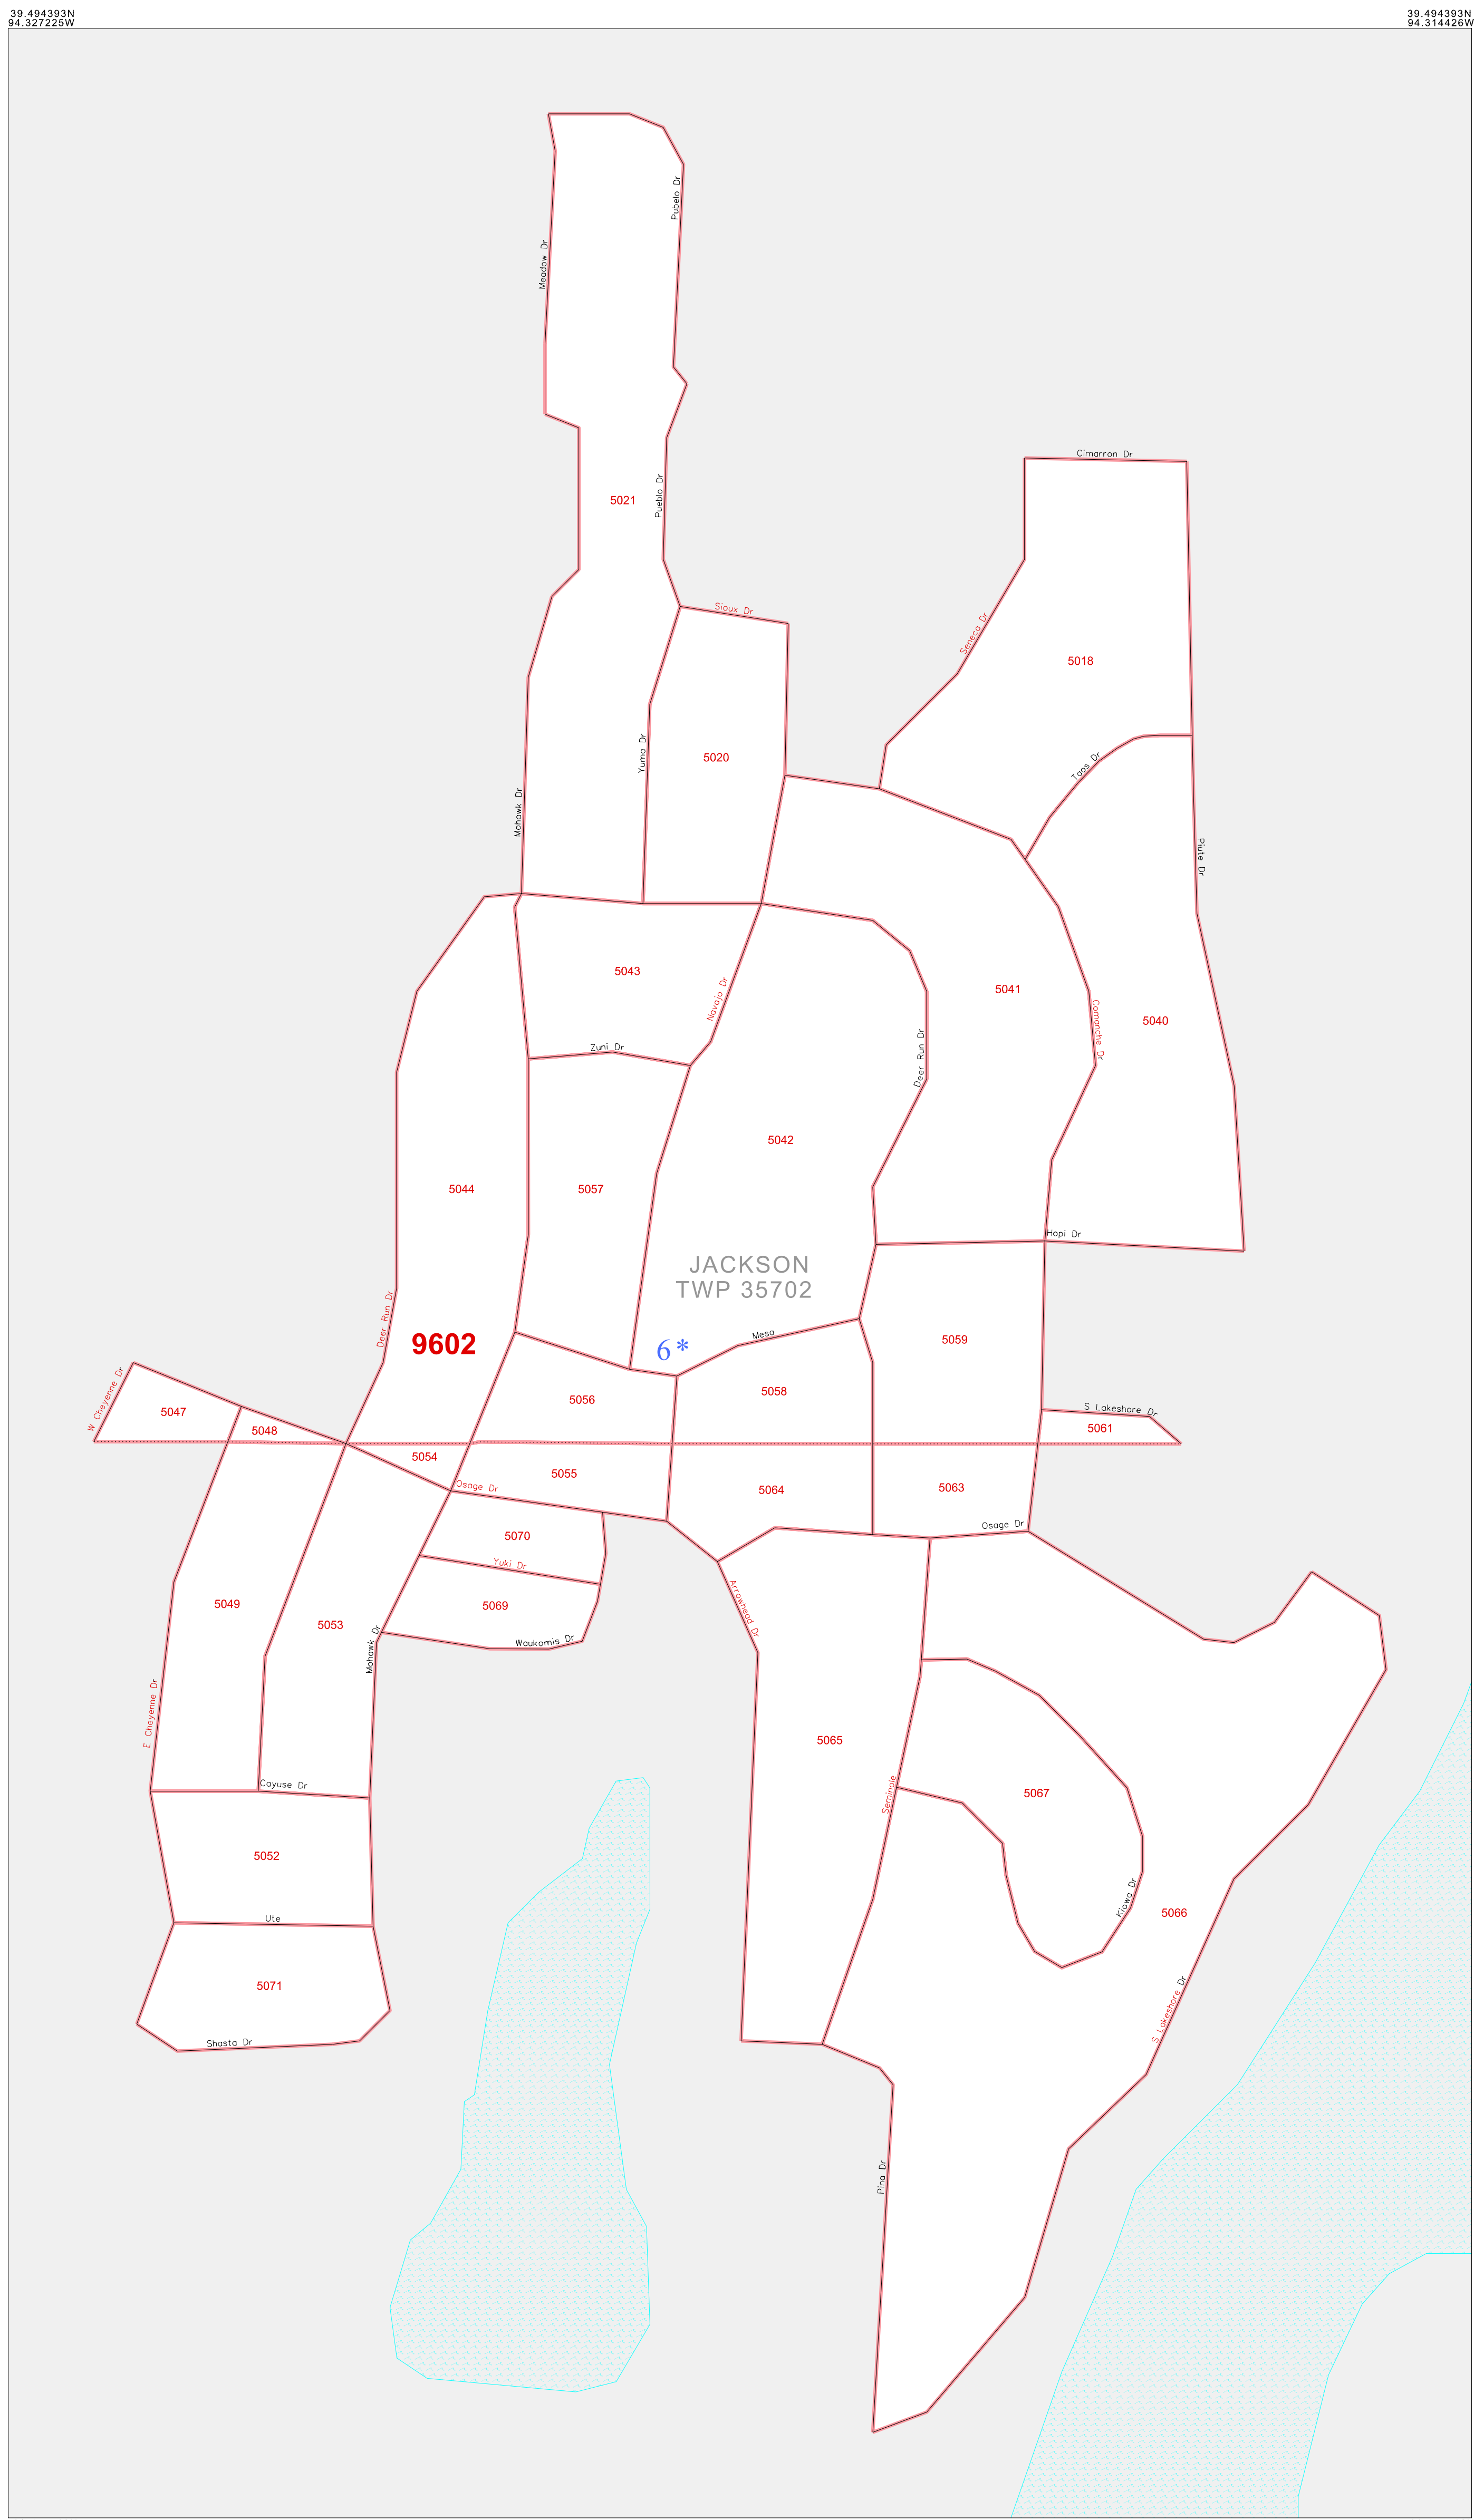 39.494393N
94.327225W
39.494393N
94.314426W
Pubelo Dr
Meadow Dr
Cimarron Dr
Pueblo Dr
5021
Sioux Dr
Seneca Dr
5018
Yuma Dr
5020
Taos Dr
Mohawk Dr
Piute Dr
5043
Navajo Dr
5041
Comanche Dr
5040
Zuni Dr
Deer Run Dr
5042
5044
5057
Hopi Dr
JACKSON
TWP 35702
Deer Run Dr
9602
6*
Mesa
5059
W Cheyenne Dr
5047
5048
5056
5058
S Lakeshore Dr
5061
5054
5055
Osage Dr
5064
5063
Osage Dr
5070
Yuki Dr
5049
5069
5053
Arrowhead Dr
Mohawk Dr
Waukomis Dr
E Cheyenne Dr
5065
Cayuse Dr
Seminole
5067
5052
Kiowa Dr
5066
Ute
5071
S Lakeshore Dr
Shasta Dr
Pina Dr